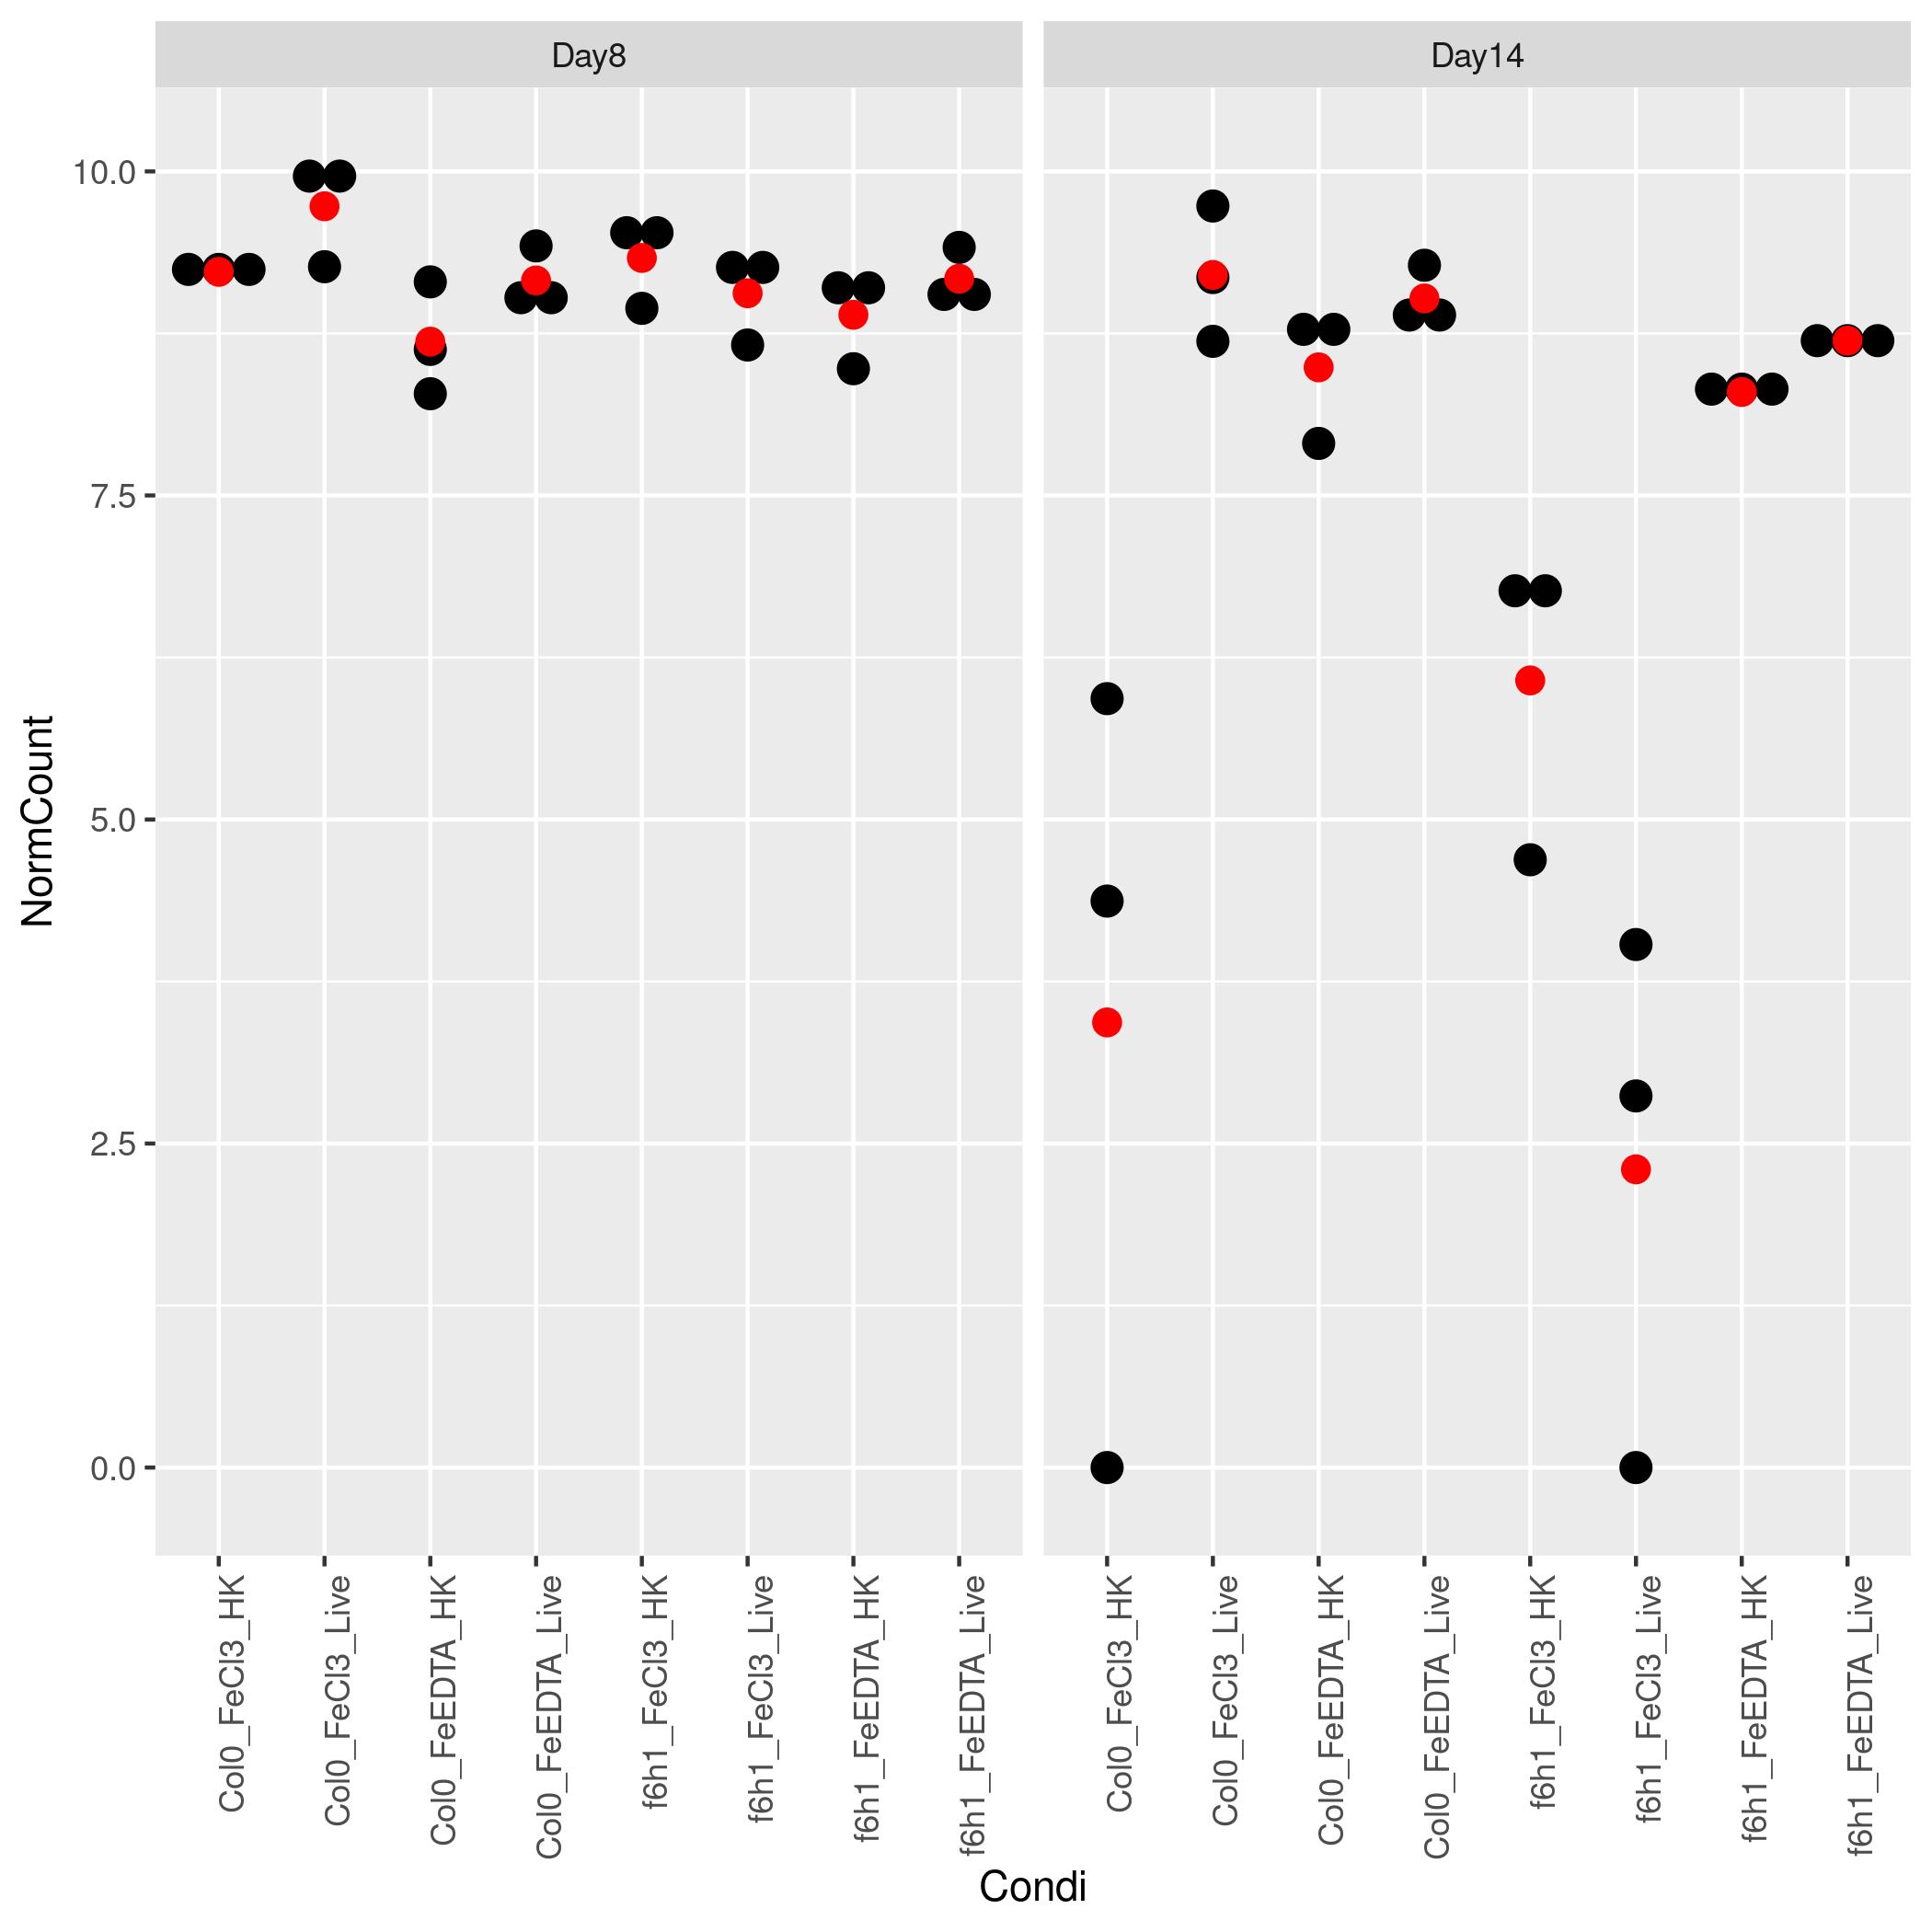 Day8
Day14
10.0
7.5
5.0
2.5
0.0
NormCount
Col0_FeCl3_HK
Col0_FeCl3_Live
Col0_FeEDTA_HK
Col0_FeEDTA_Live
f6h1_FeCl3_HK
f6h1_FeCl3_Live
f6h1_FeEDTA_HK
f6h1_FeEDTA_Live
Col0_FeCl3_HK
Col0_FeCl3_Live
Col0_FeEDTA_HK
Col0_FeEDTA_Live
f6h1_FeCl3_HK
f6h1_FeCl3_Live
f6h1_FeEDTA_HK
f6h1_FeEDTA_Live
Condi